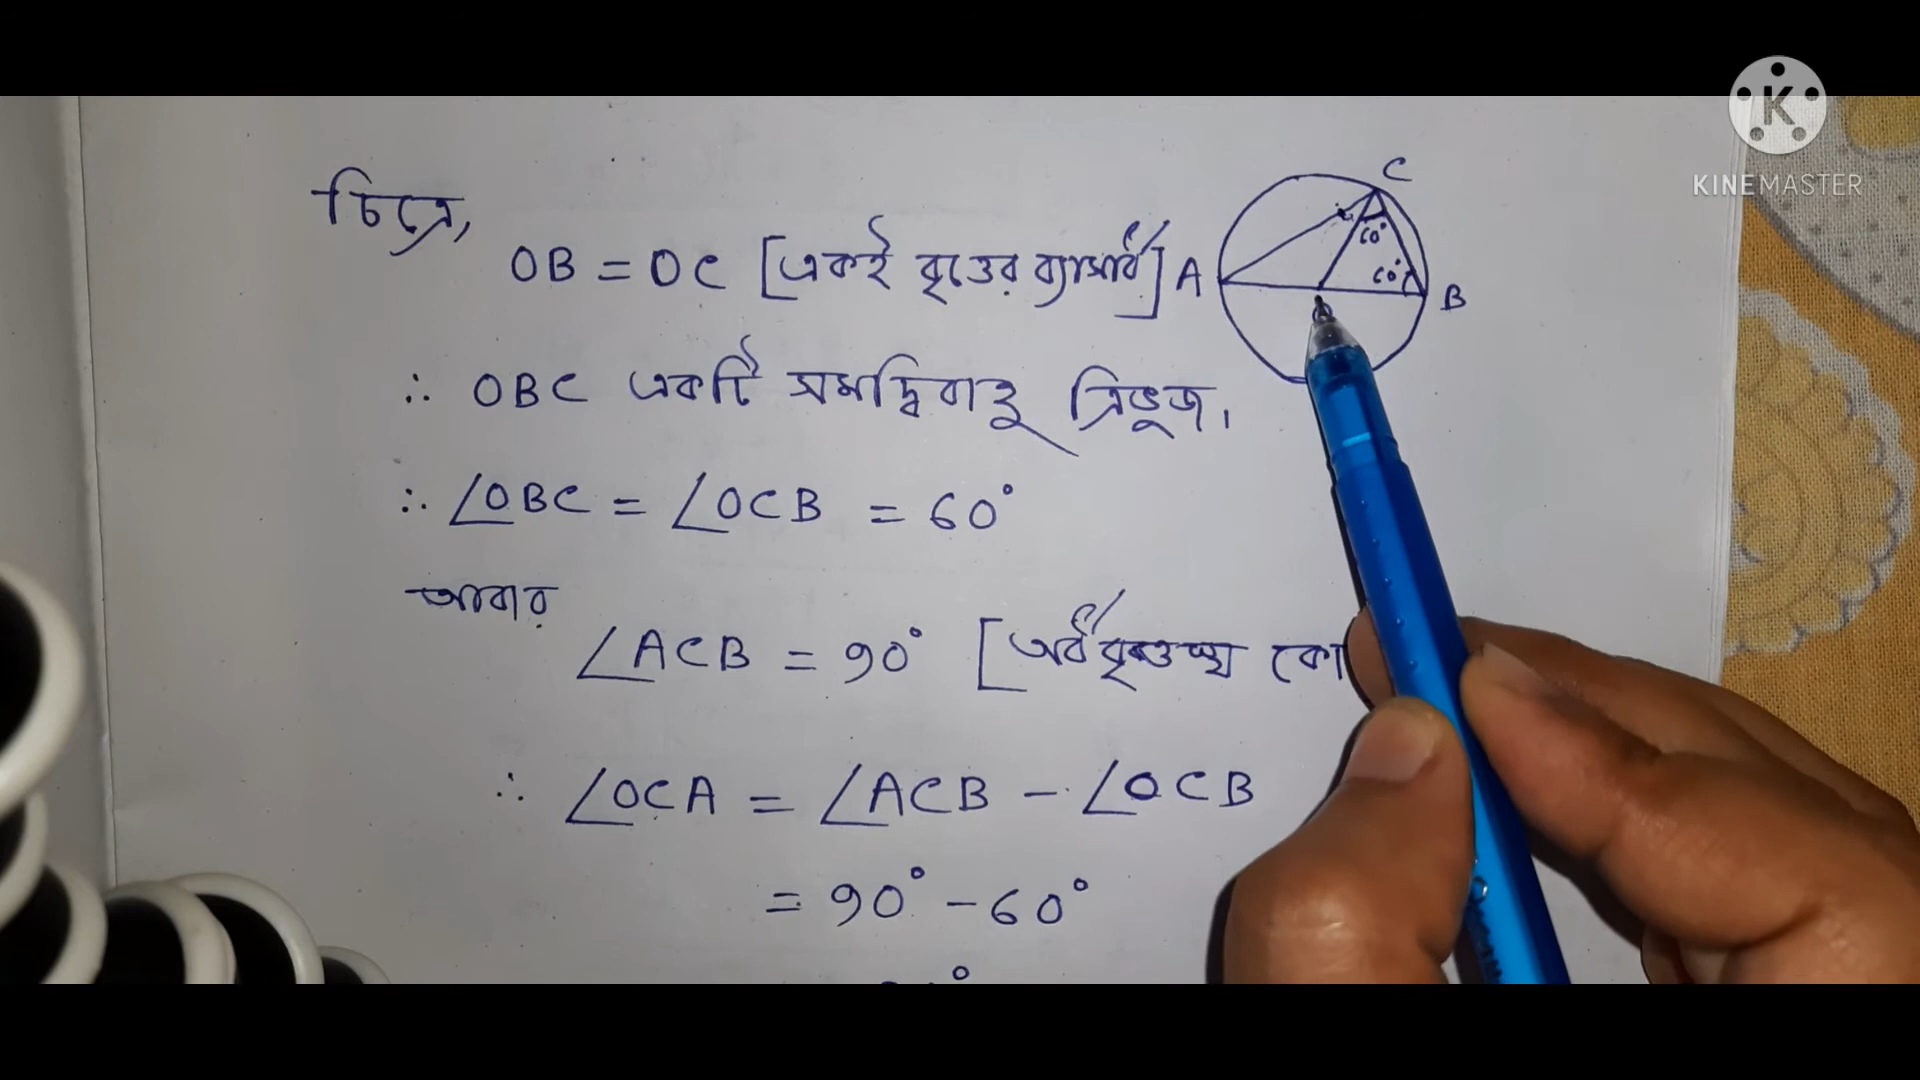 চিত্রে,
OB = OC [একই বৃত্তের ব্যাসার্ধ]
∴ OBC একটি সমদ্বিবাহু ত্রিভুজ।
∴ ∠OBC = ∠OCB = 60°
আবার
∠ACB = 90° [অর্ধবৃত্তস্থ কো
∴ ∠OCA = ∠ACB - ∠OCB
= 90° - 60°
C
60°
60°
A
B
K
KINEMASTER